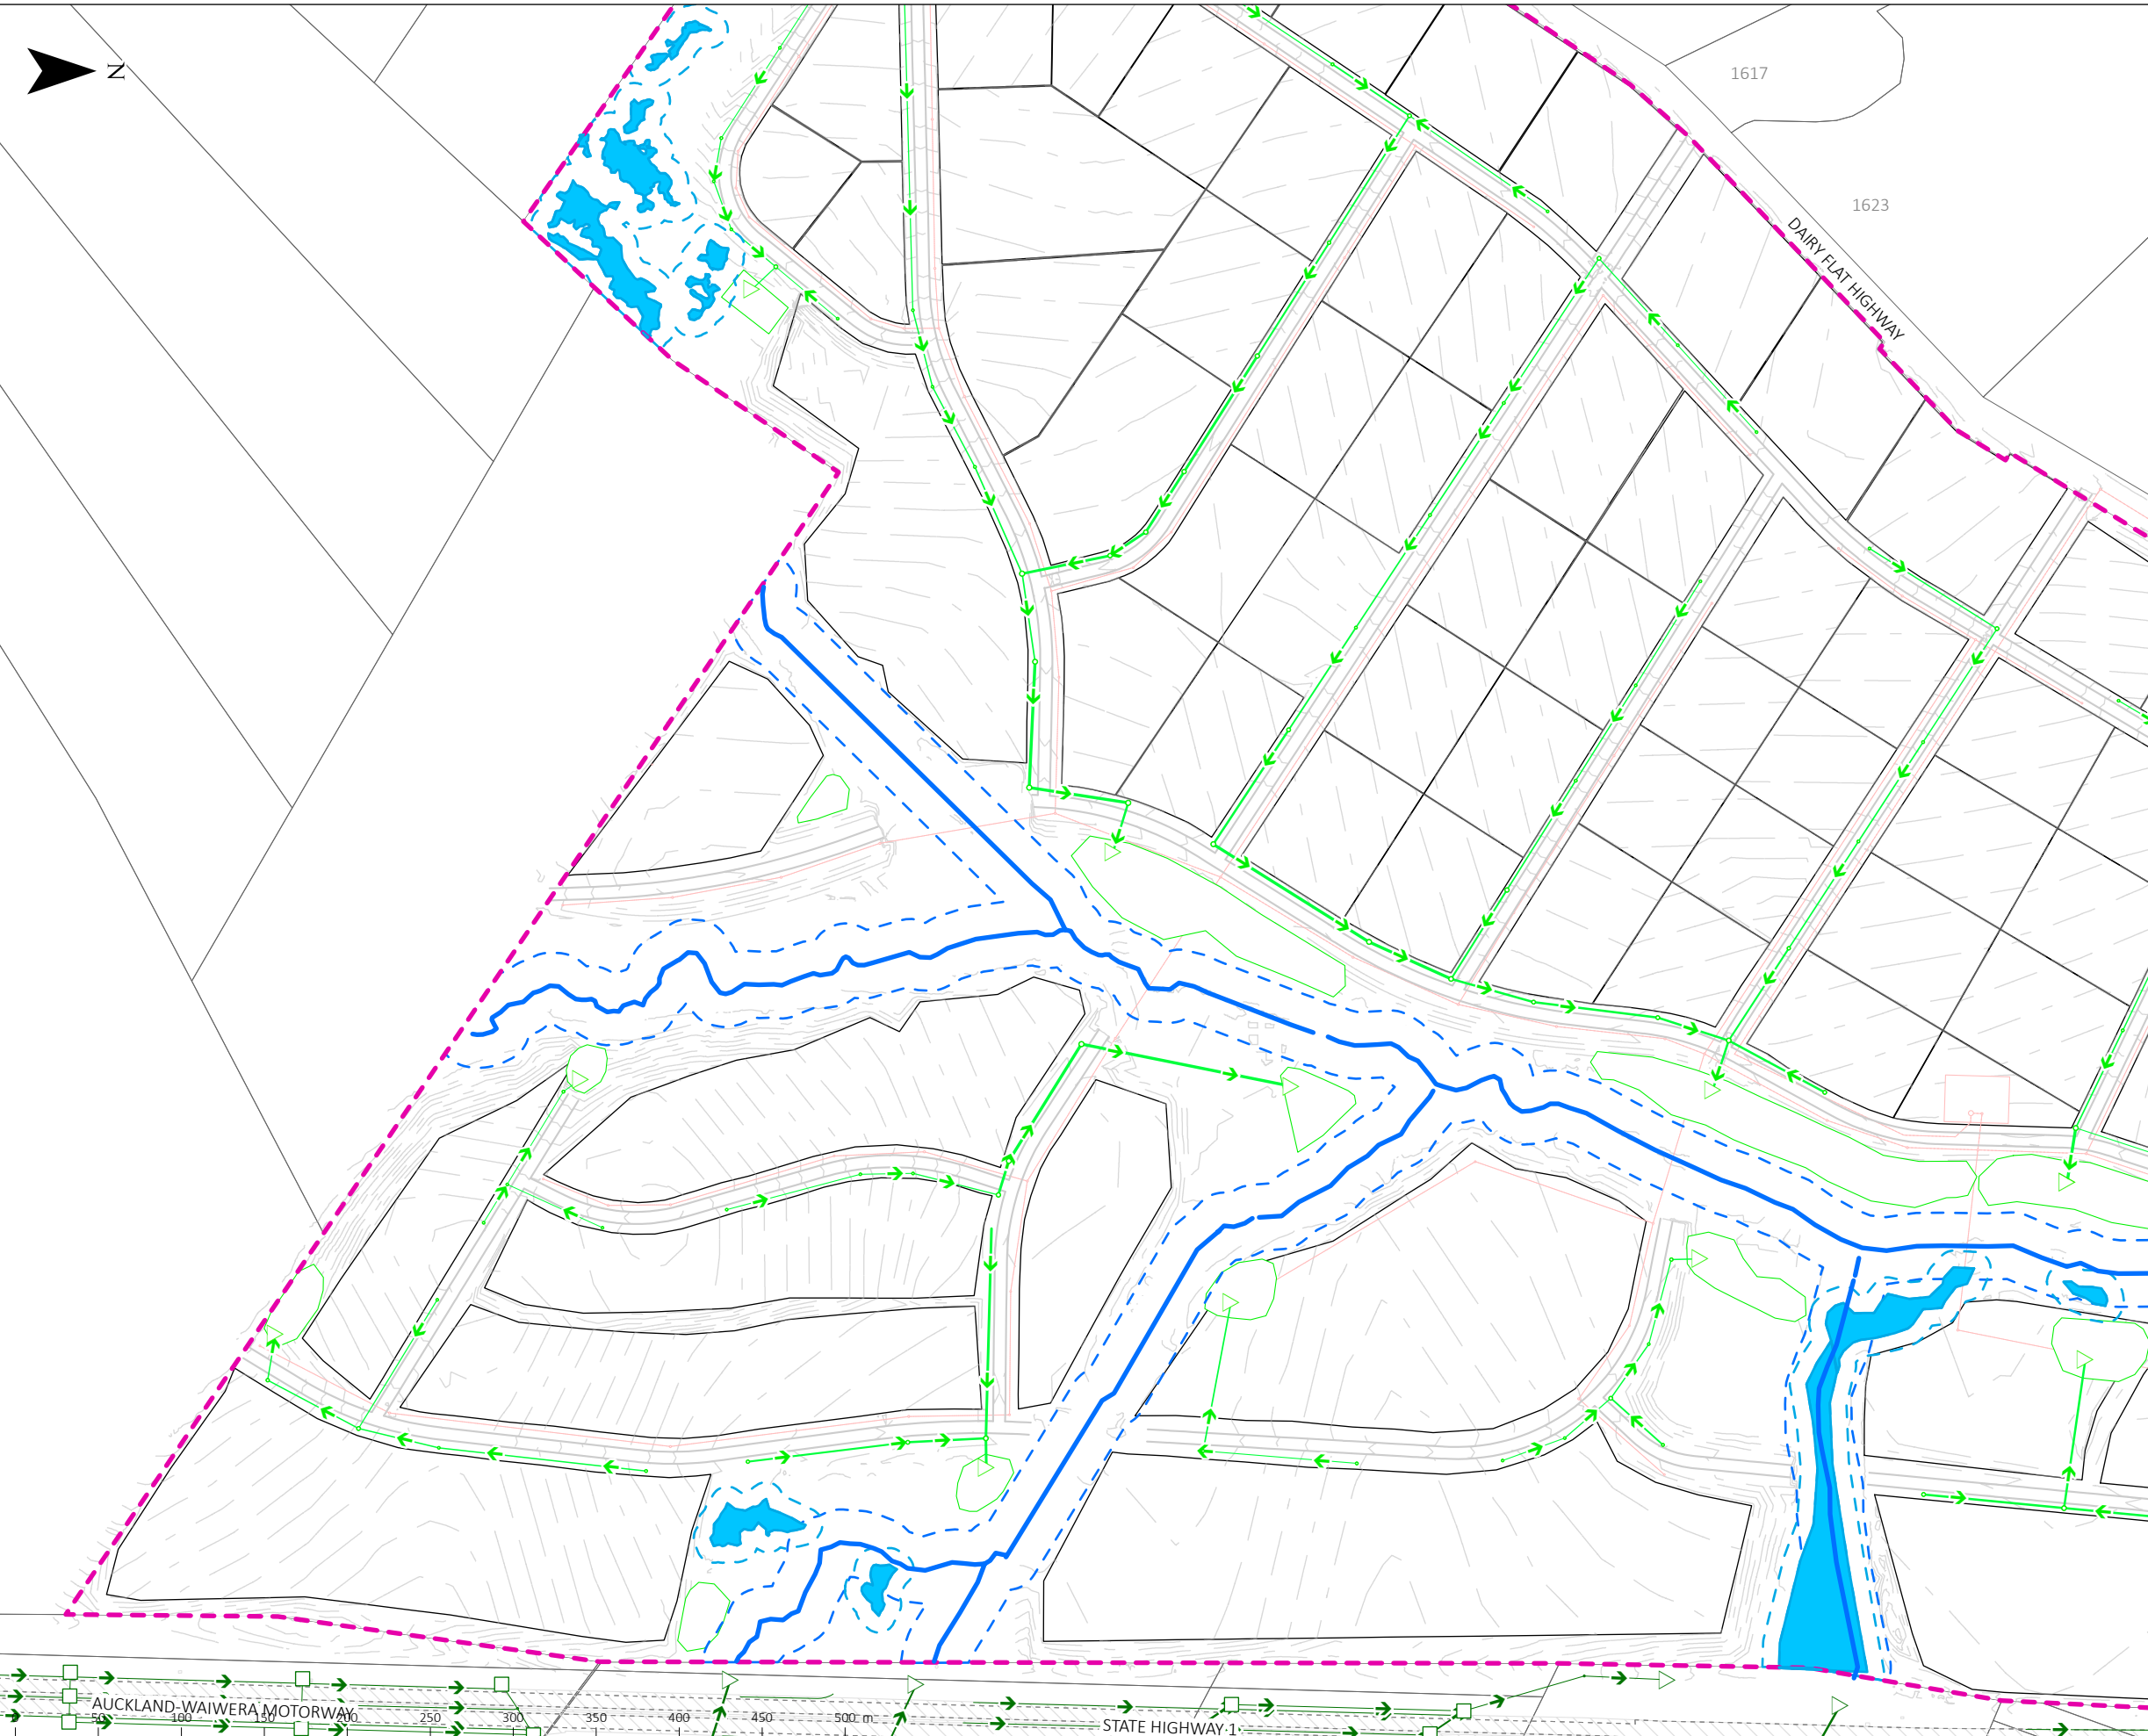 N
1617
1623
DAIRY FLAT HIGHWAY
AUCKLAND-WAIWERA MOTORWAY
50 100 150 200 250 300 350 400 450 500 m
STATE HIGHWAY 1